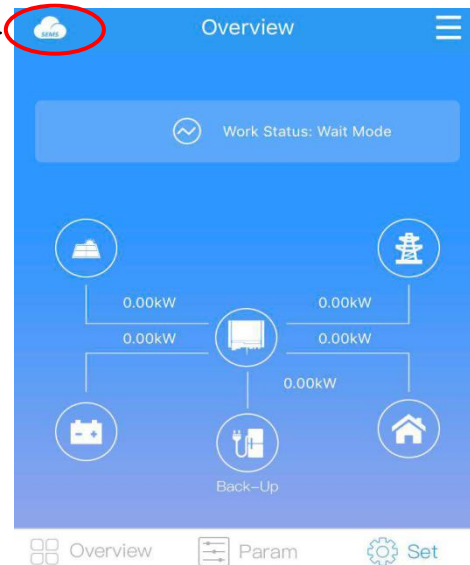 SEMS
Overview
Work Status: Wait Mode
0.00kW
0.00kW
0.00kW
0.00kW
0.00kW
Back-Up
Overview
Param
Set